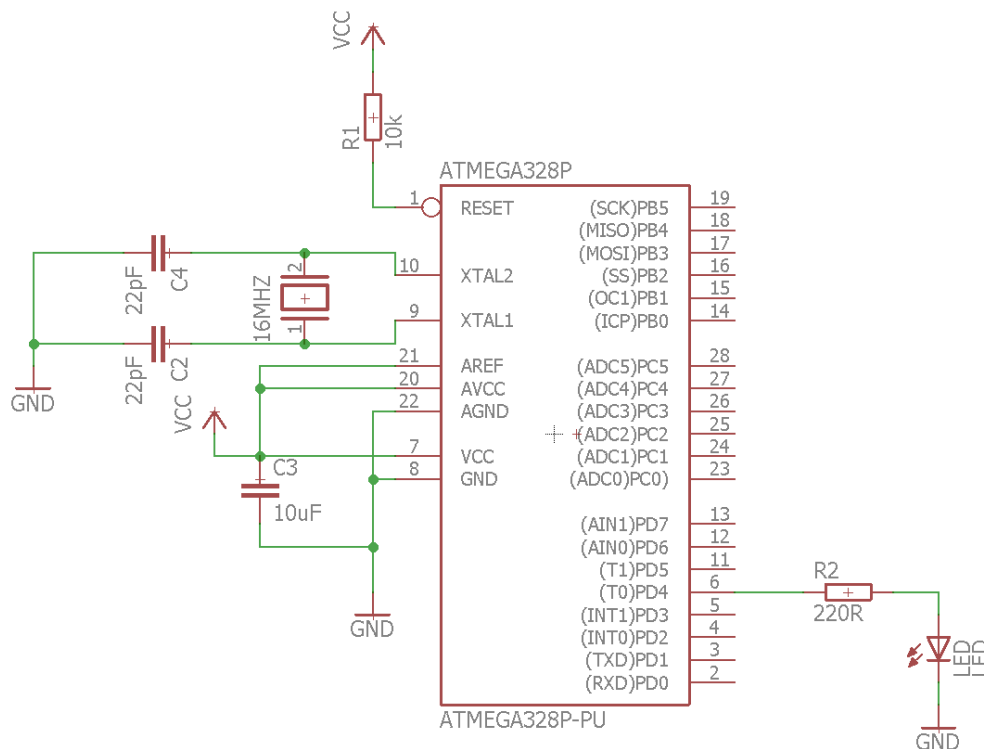 VCC
R1
10k
ATMEGA328P
1 RESET (SCK)PB5 19
(MISO)PB4 18
(MOSI)PB3 17
10 XTAL2 (SS)PB2 16
(OC1)PB1 15
9 XTAL1 (ICP)PB0 14
21 AREF (ADC5)PC5 28
20 AVCC (ADC4)PC4 27
22 AGND (ADC3)PC3 26
(ADC2)PC2 25
7 VCC (ADC1)PC1 24
8 GND (ADC0)PC0) 23
(AIN1)PD7 13
(AIN0)PD6 12
(T1)PD5 11
(T0)PD4 6
(INT1)PD3 5
(INT0)PD2 4
(TXD)PD1 3
(RXD)PD0 2
ATMEGA328P-PU
22pF
C4
22pF
C2
16MHZ
2
1
GND
VCC
C3
10uF
GND
R2
220R
LED
LED
GND